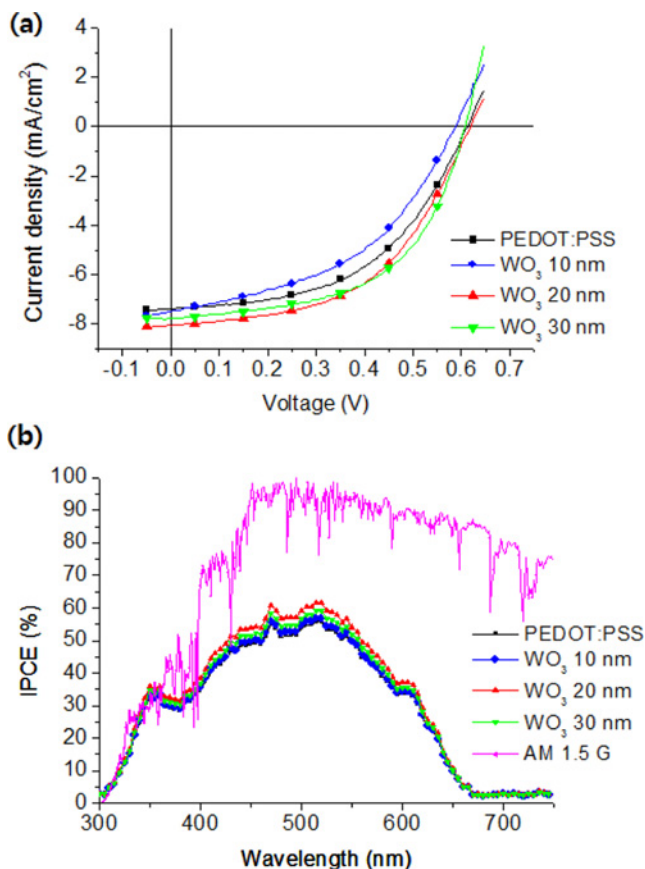 (a)
4
2
0
-2
-4
-6
-8
Current density (mA/cm²)
PEDOT:PSS
WO₃ 10 nm
WO₃ 20 nm
WO₃ 30 nm
-0.1 0.0 0.1 0.2 0.3 0.4 0.5 0.6 0.7
Voltage (V)
(b)
100
90
80
70
60
50
40
30
20
10
0
IPCE (%)
PEDOT:PSS
WO₃ 10 nm
WO₃ 20 nm
WO₃ 30 nm
AM 1.5 G
300 400 500 600 700
Wavelength (nm)